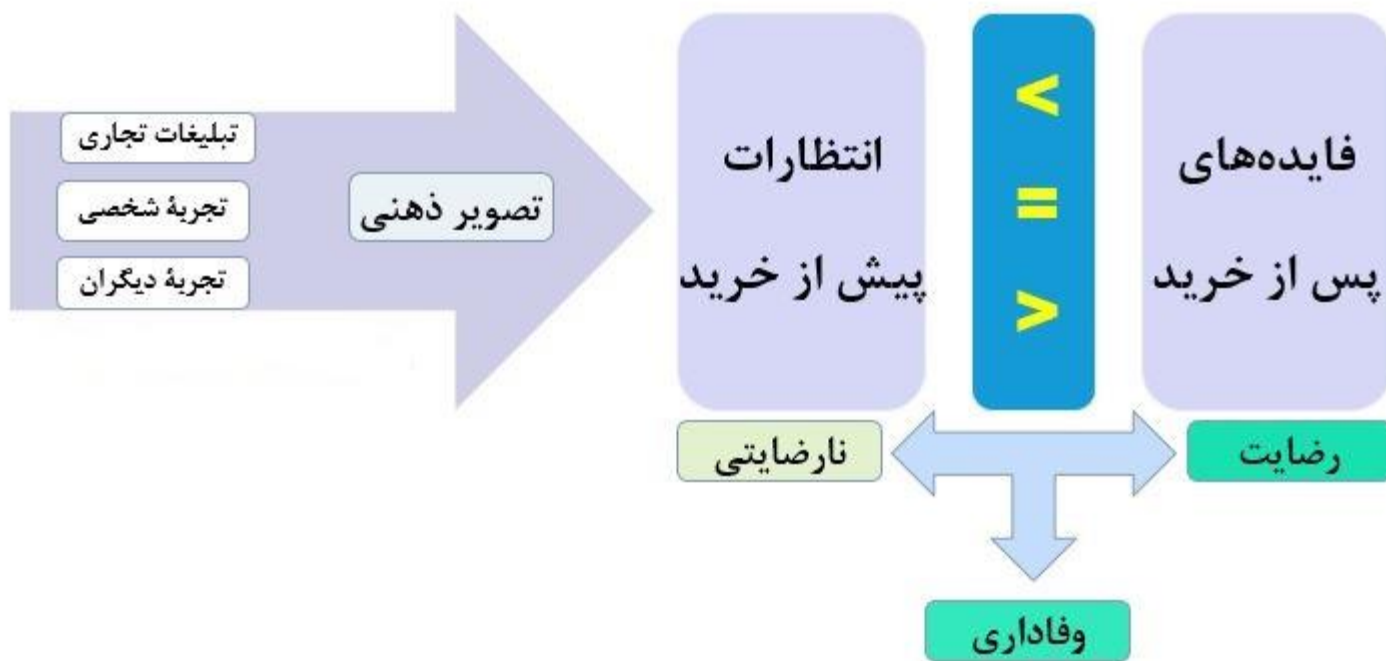 تبلیغات تجاری
تجربهٔ شخصی
تجربهٔ دیگران
تصویر ذهنی
انتظارات
پیش از خرید
<
=
>
فایده‌های
پس از خرید
نارضایتی
رضایت
وفاداری